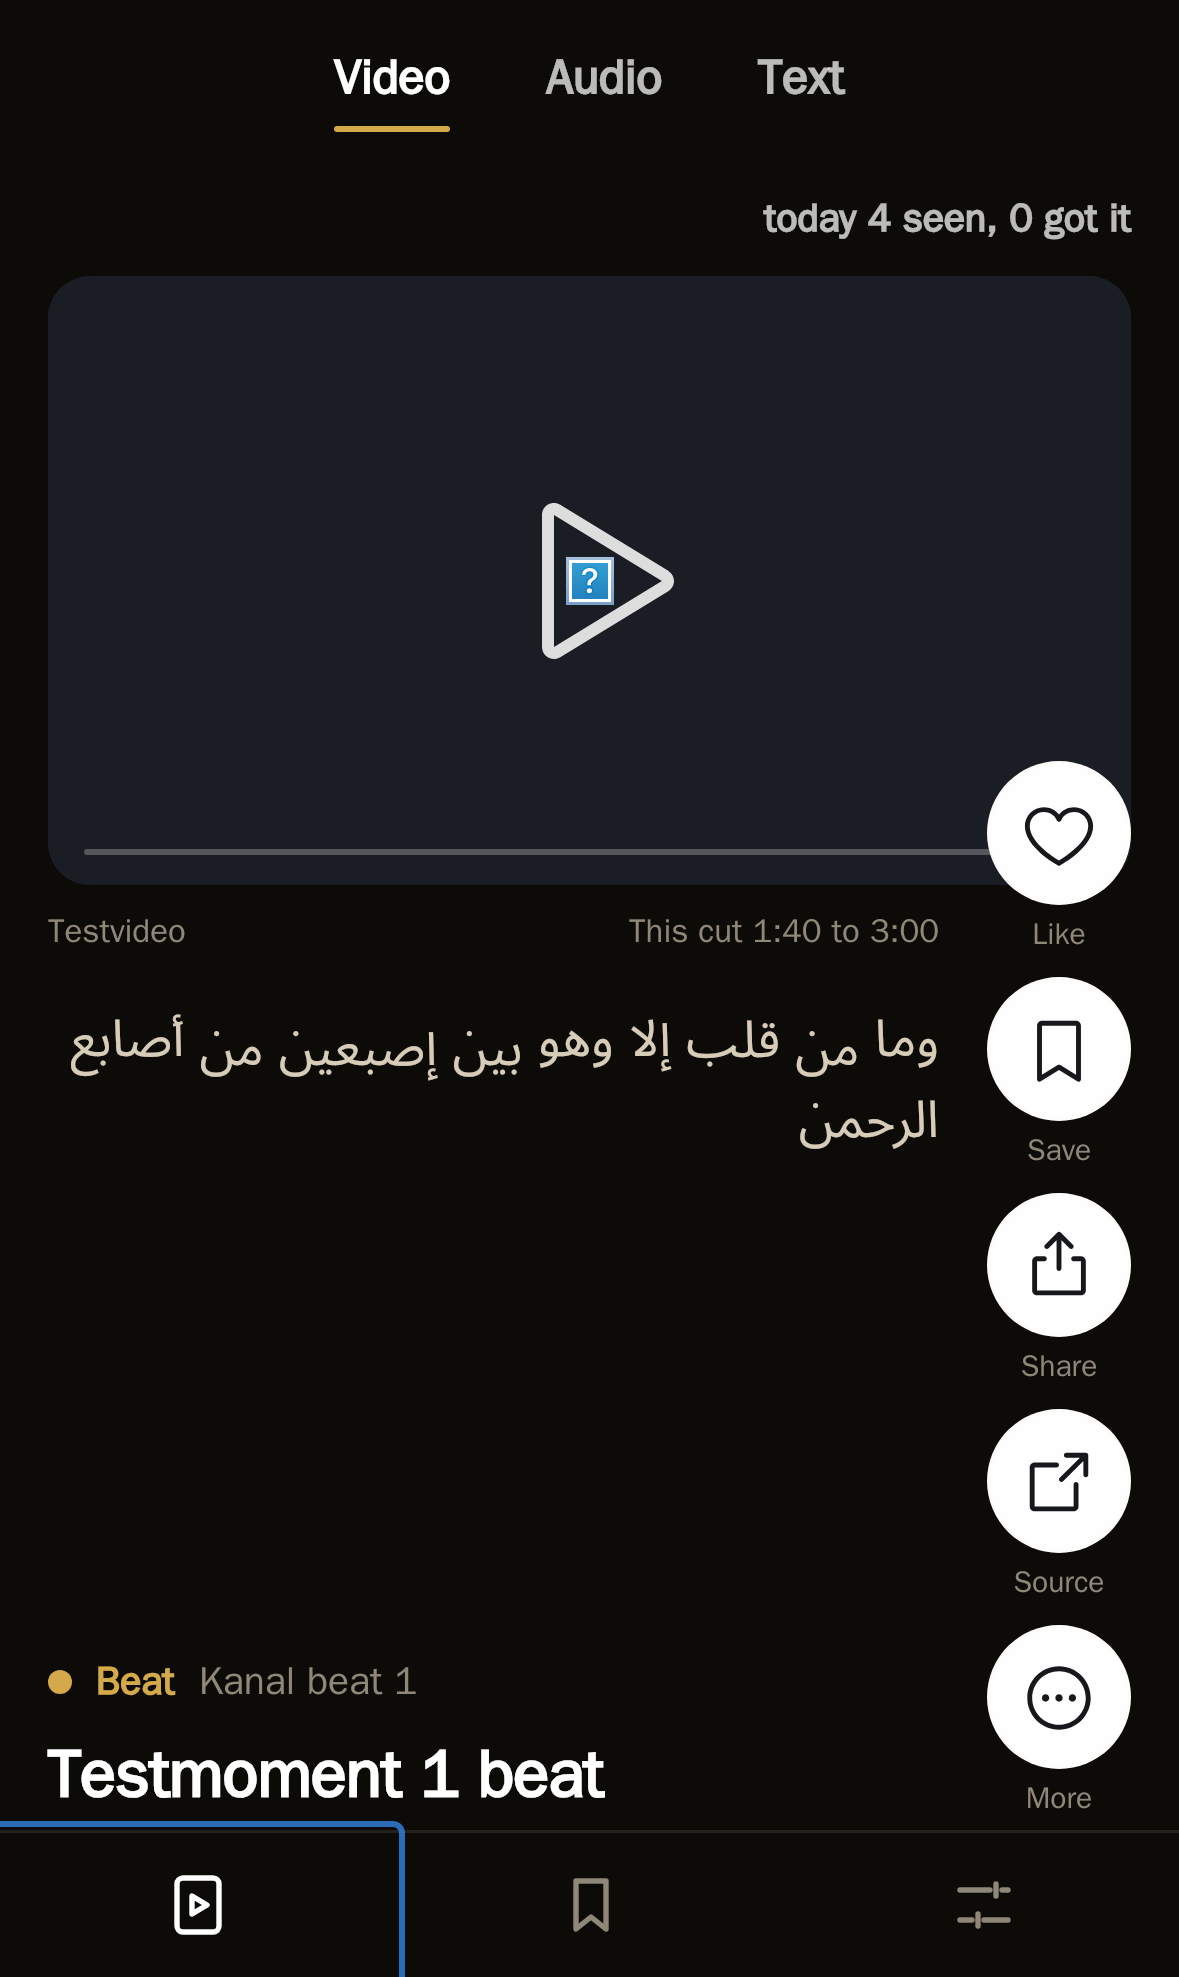 Video Audio Text
today 4 seen, 0 got it
?
Testvideo This cut 1:40 to 3:00
Like
وما من قلب إلا وهو بين إصبعين من أصابع
الرحمن
Save
Share
Source
Beat Kanal beat 1
Testmoment 1 beat
More